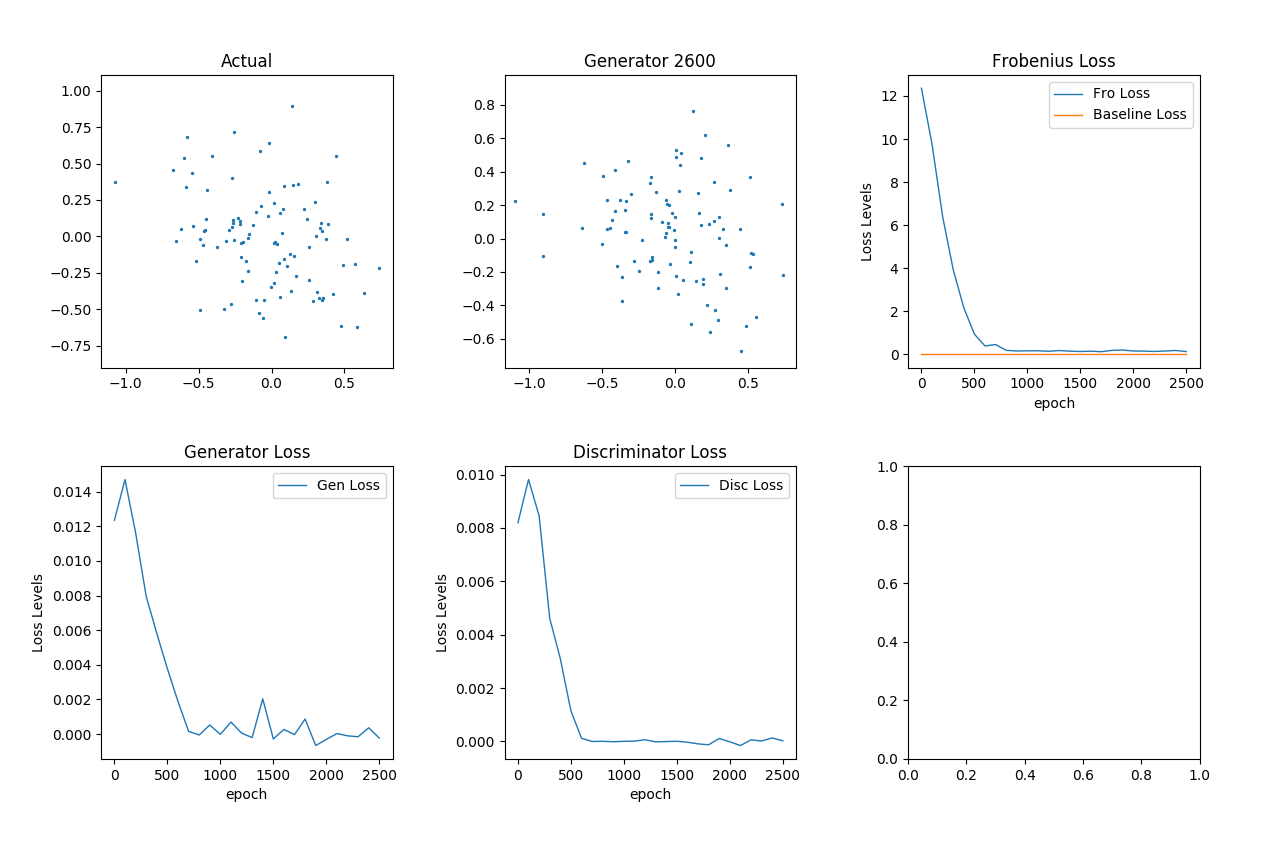 Actual
1.00
0.75
0.50
0.25
0.00
−0.25
−0.50
−0.75
−1.0 −0.5 0.0 0.5
Generator 2600
0.8
0.6
0.4
0.2
0.0
−0.2
−0.4
−0.6
−1.0 −0.5 0.0 0.5
Frobenius Loss
Fro Loss
Baseline Loss
Loss Levels
12
10
8
6
4
2
0
0 500 1000 1500 2000 2500
epoch
Generator Loss
Gen Loss
Loss Levels
0.014
0.012
0.010
0.008
0.006
0.004
0.002
0.000
0 500 1000 1500 2000 2500
epoch
Discriminator Loss
Disc Loss
Loss Levels
0.010
0.008
0.006
0.004
0.002
0.000
0 500 1000 1500 2000 2500
epoch
1.0
0.8
0.6
0.4
0.2
0.0
0.0 0.2 0.4 0.6 0.8 1.0